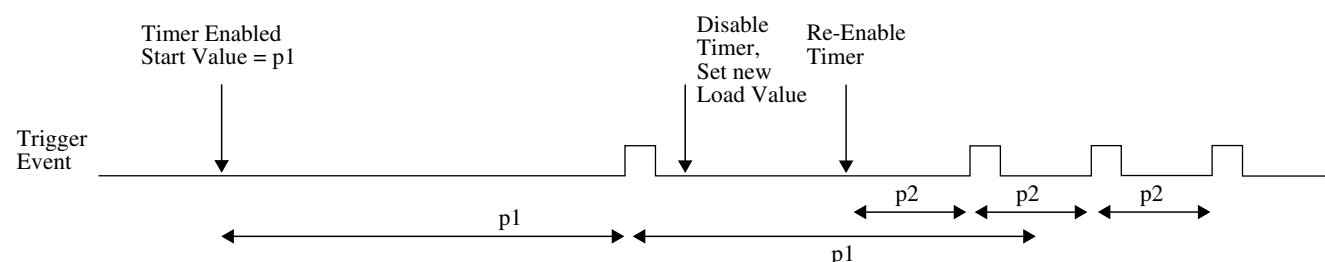 Timer Enabled
Start Value = p1
Disable
Timer,
Set new
Load Value
Re-Enable
Timer
Trigger
Event
p2
p2
p2
p1
p1